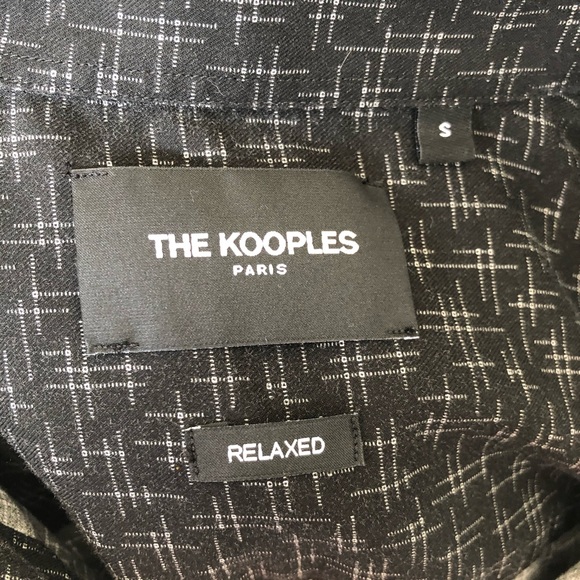 S
THE KOOPLES
PARIS
RELAXED